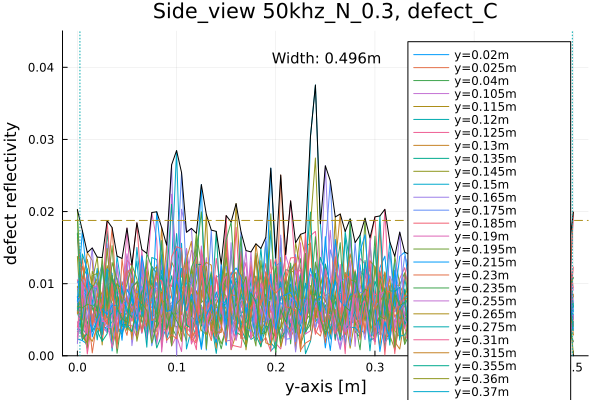 Side_view 50khz_N_0.3, defect_C
Width: 0.496m
0.04
0.03
0.02
0.01
0.00
defect reflectivity
0.0
0.1
0.2
0.3
.5
y-axis [m]
y=0.02m
y=0.025m
y=0.04m
y=0.105m
y=0.115m
y=0.12m
y=0.125m
y=0.13m
y=0.135m
y=0.145m
y=0.15m
y=0.165m
y=0.175m
y=0.185m
y=0.19m
y=0.195m
y=0.215m
y=0.23m
y=0.235m
y=0.255m
y=0.265m
y=0.275m
y=0.31m
y=0.315m
y=0.355m
y=0.36m
y=0.37m